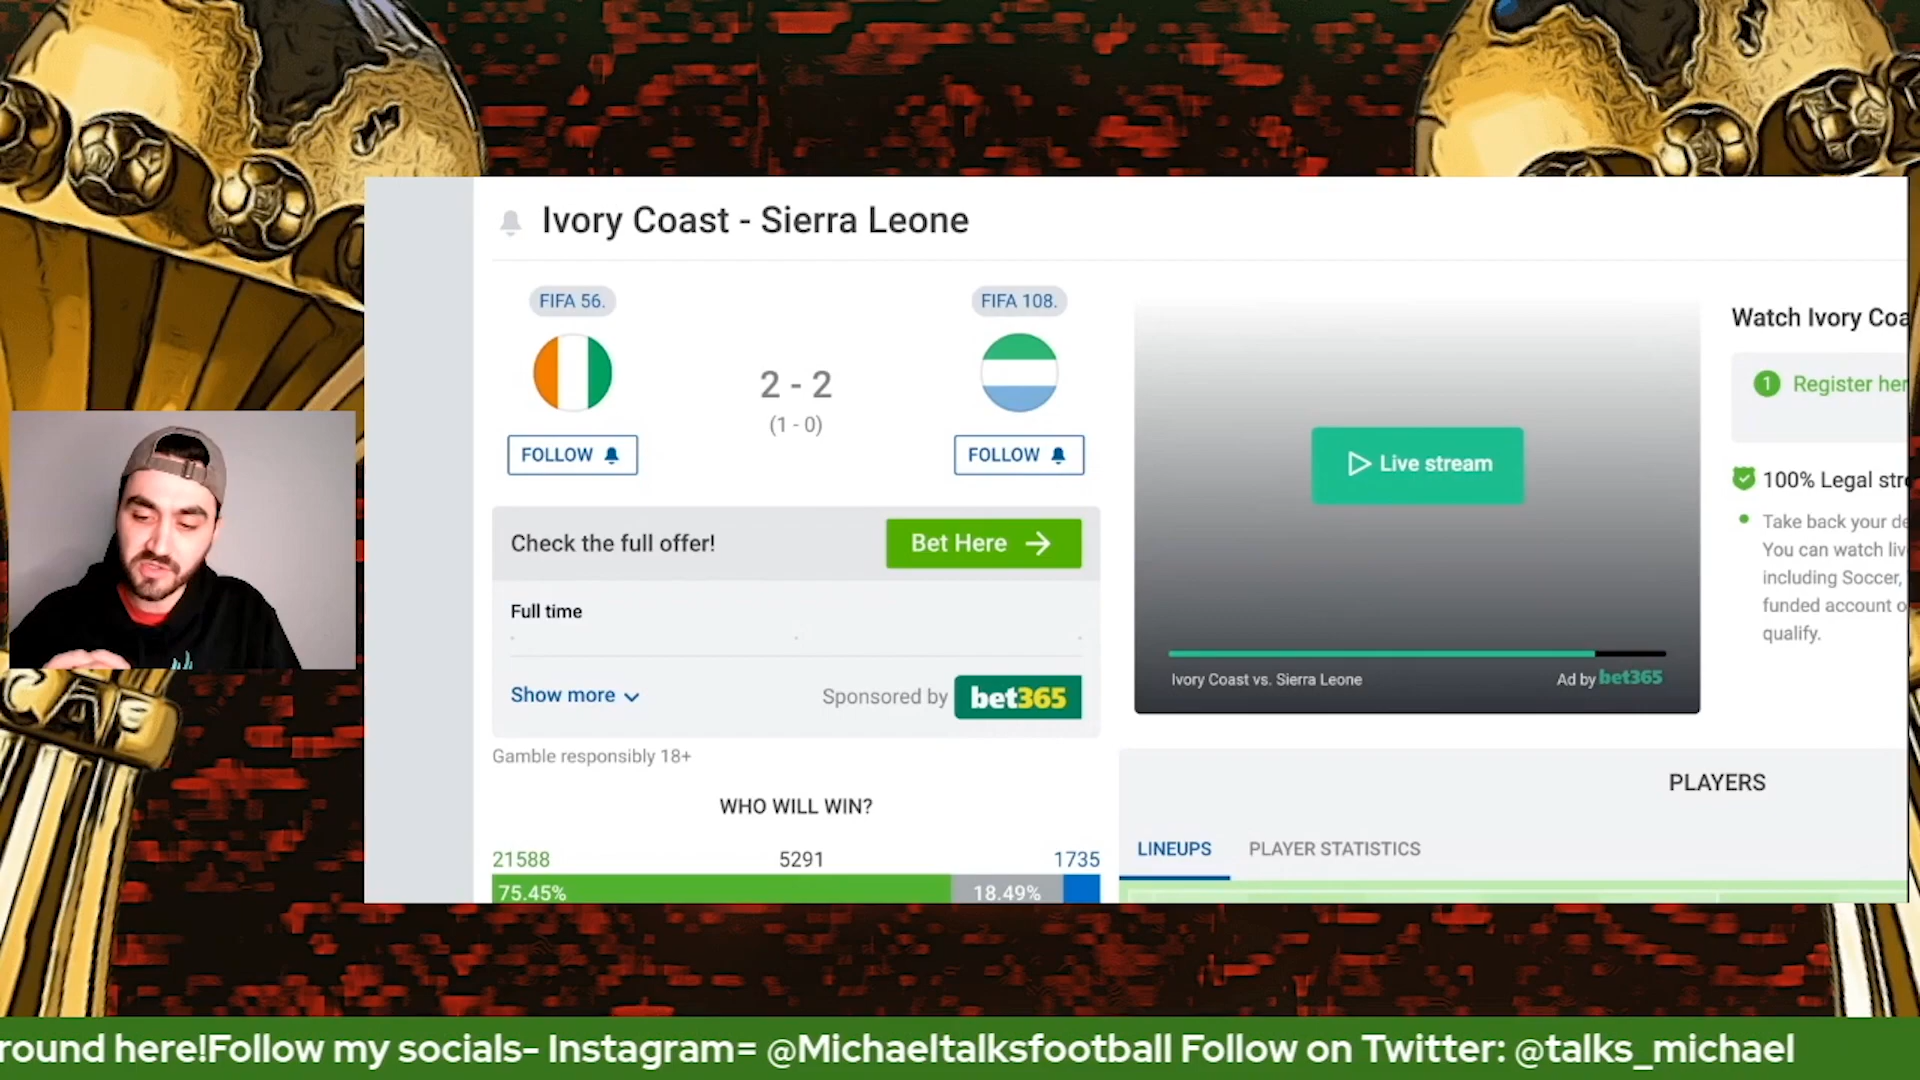 Ivory Coast - Sierra Leone
FIFA 56.
FIFA 108.
2 - 2
(1 - 0)
FOLLOW
FOLLOW
Check the full offer!
Bet Here
Full time
Show more
Sponsored by bet365
Gamble responsibly 18+
WHO WILL WIN?
21588 5291 1735
75.45% 18.49%
Live stream
Ivory Coast vs. Sierra Leone
Ad by bet365
Watch Ivory Coa
1 Register her
100% Legal stre
Take back your de
You can watch liv
including Soccer,
funded account o
qualify.
PLAYERS
LINEUPS PLAYER STATISTICS
CAF
round here!Follow my socials- Instagram= @Michaeltalksfootball Follow on Twitter: @talks_michael